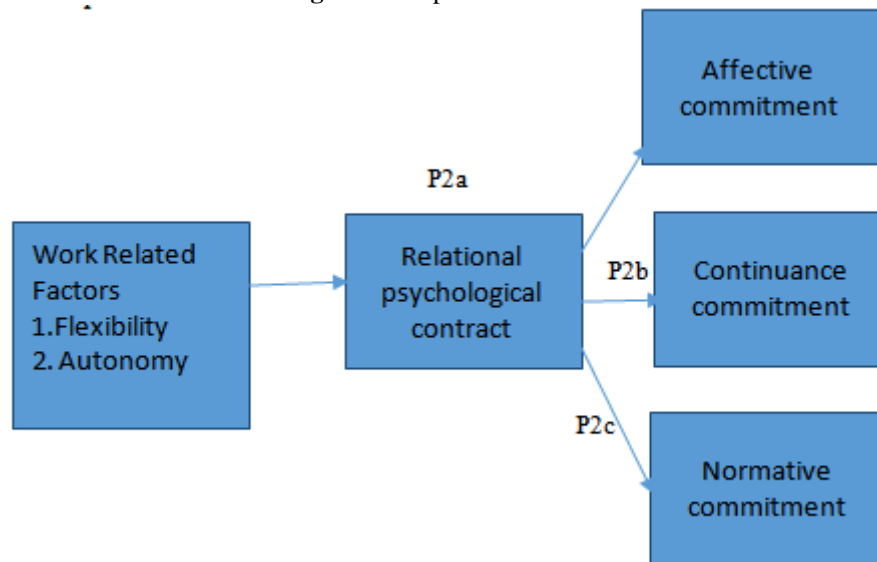 Affective
commitment
P2a
Work Related
Factors
1.Flexibility
2. Autonomy
Relational
psychological
contract
P2b
Continuance
commitment
P2c
Normative
commitment